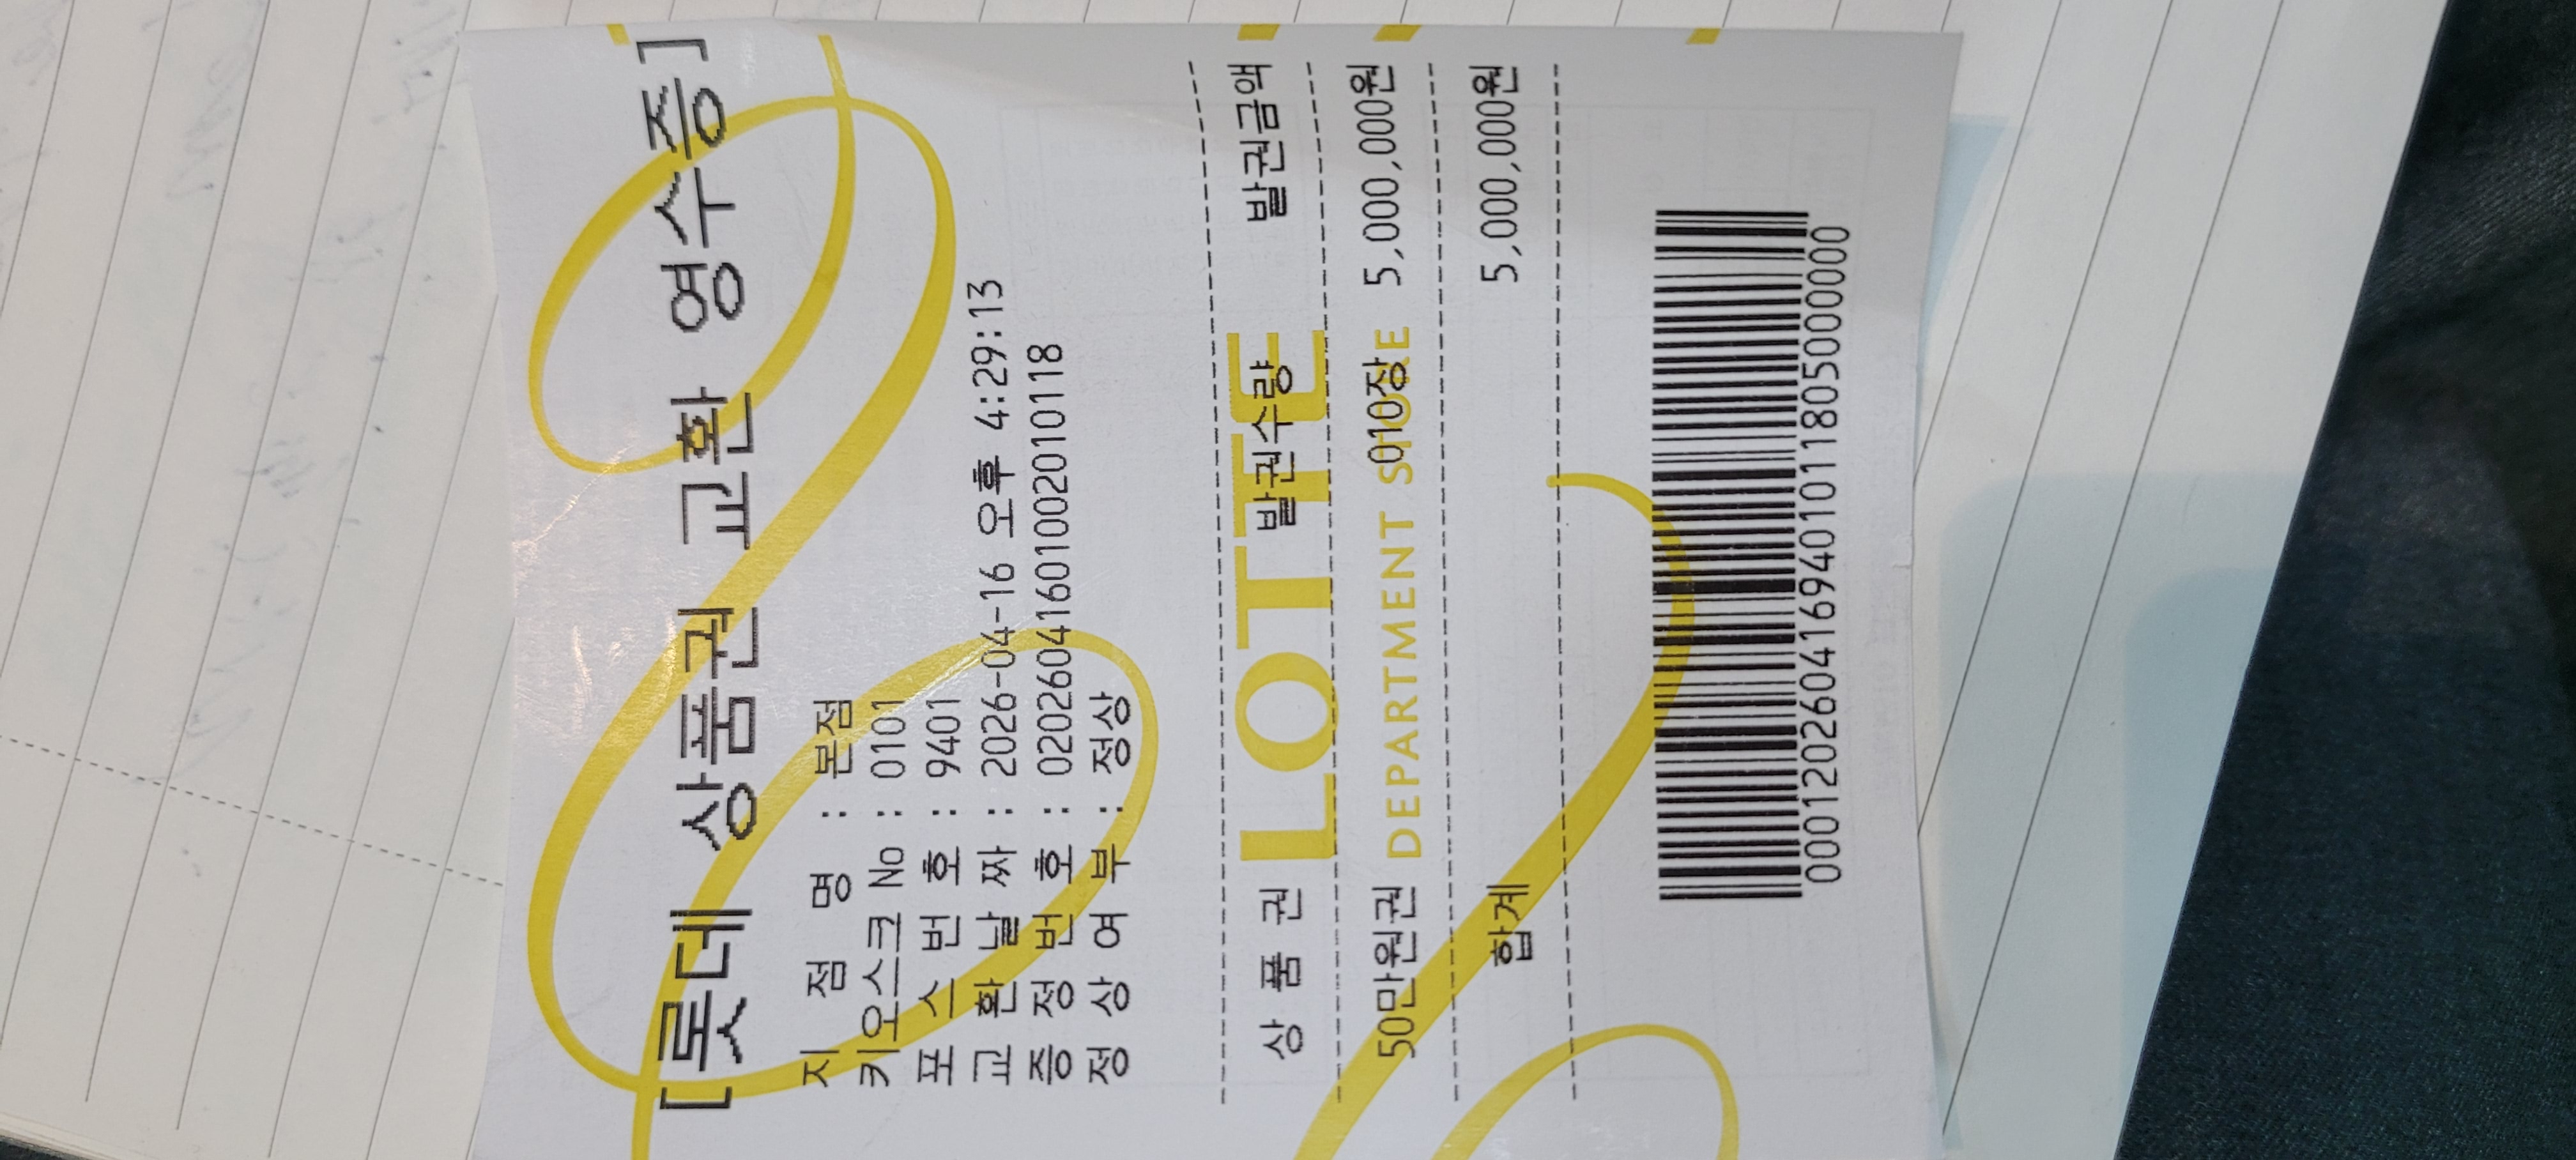 [롯데 상품권 교환 영수증]
지 점 명 : 본점
키오스크 No : 0101
포 스 번 호 : 9401
교 환 날 짜 : 2026-04-16 오후 4:29:13
증 정 번 호 : 020260416010020101118
정 상 여 부 : 정상
상 품 권 발권수량 발권금액
LOTTE
50만원권 010장 5,000,000원
DEPARTMENT STORE
합계 5,000,000원
000120260416940101180500000